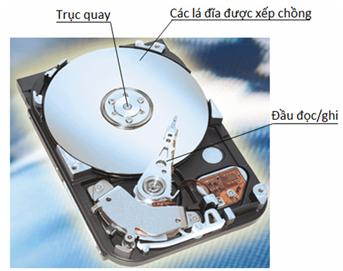 Trục quay
Các lá đĩa được xếp chồng
Đầu đọc/ghi